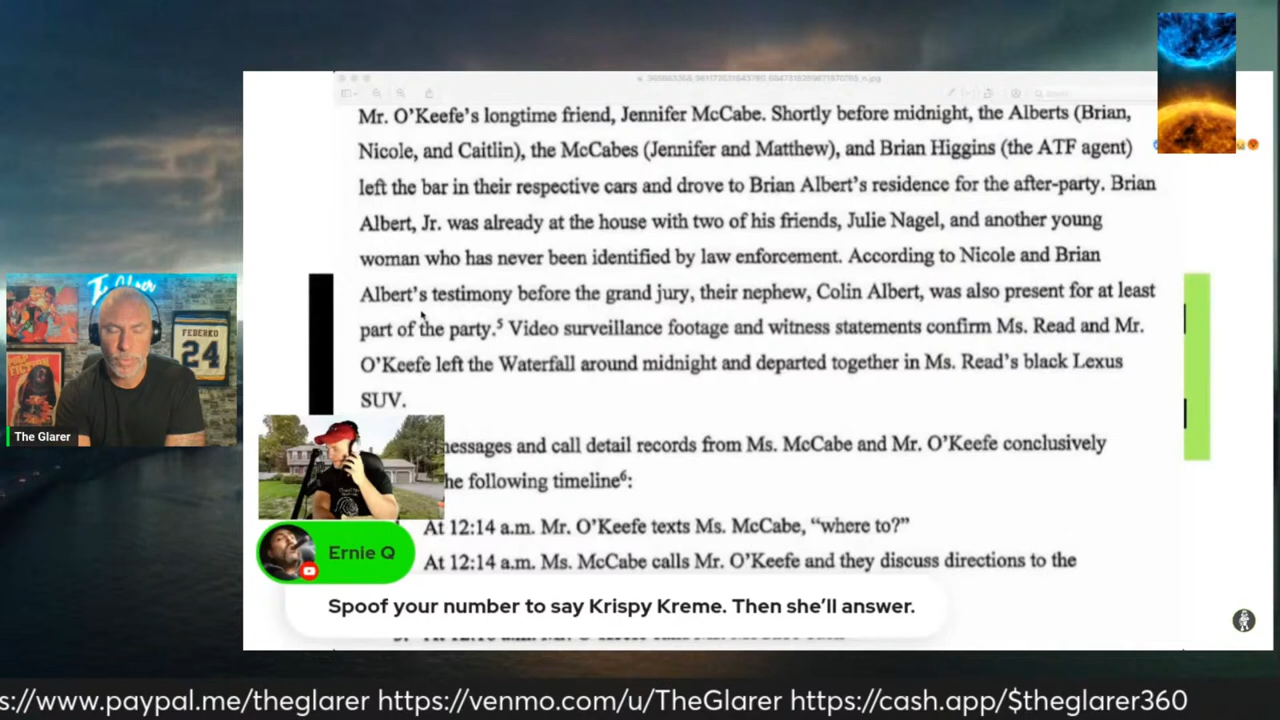 Mr. O'Keefe's longtime friend, Jennifer McCabe. Shortly before midnight, the Alberts (Brian,
Nicole, and Caitlin), the McCabes (Jennifer and Matthew), and Brian Higgins (the ATF agent)
left the bar in their respective cars and drove to Brian Albert's residence for the after-party. Brian
Albert, Jr. was already at the house with two of his friends, Julie Nagel, and another young
woman who has never been identified by law enforcement. According to Nicole and Brian
Albert's testimony before the grand jury, their nephew, Colin Albert, was also present for at least
part of the party.⁵ Video surveillance footage and witness statements confirm Ms. Read and Mr.
O'Keefe left the Waterfall around midnight and departed together in Ms. Read's black Lexus
SUV.
messages and call detail records from Ms. McCabe and Mr. O'Keefe conclusively
he following timeline⁶:
At 12:14 a.m. Mr. O'Keefe texts Ms. McCabe, “where to?”
At 12:14 a.m. Ms. McCabe calls Mr. O'Keefe and they discuss directions to the
FEDERKO
24
PULP
FICTION
The Glarer
Ernie Q
Spoof your number to say Krispy Kreme. Then she'll answer.
s://www.paypal.me/theglarer https://venmo.com/u/TheGlarer https://cash.app/$theglarer360